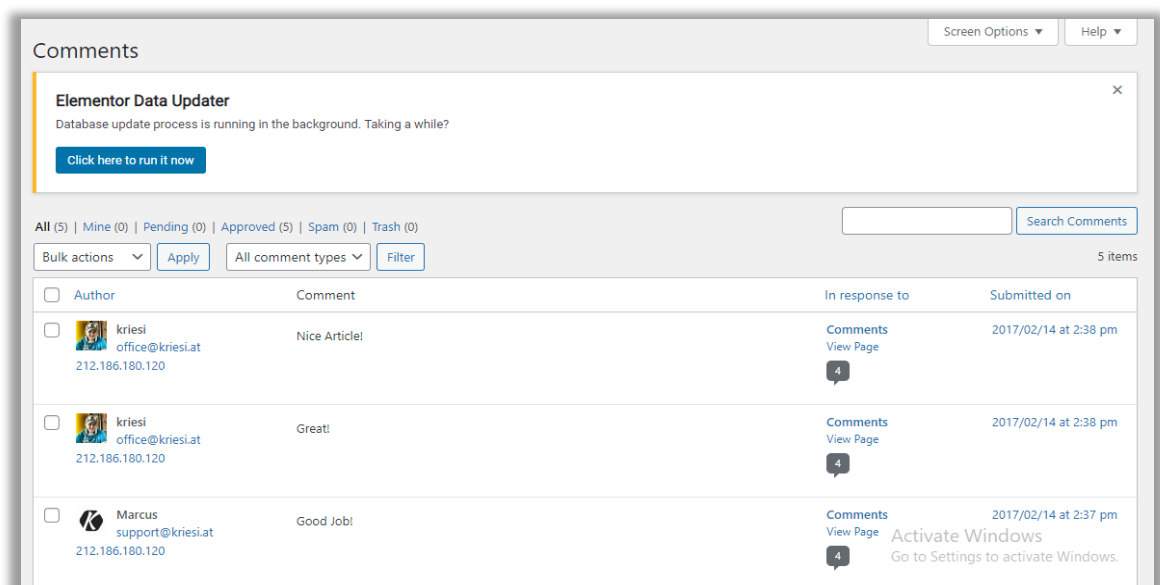 Screen Options ▼ Help ▼
Comments
Elementor Data Updater
Database update process is running in the background. Taking a while?
Click here to run it now
All (5) | Mine (0) | Pending (0) | Approved (5) | Spam (0) | Trash (0)
Search Comments
Bulk actions Apply All comment types Filter 5 items
Author Comment In response to Submitted on
kriesi Nice Article! Comments 2017/02/14 at 2:38 pm
office@kriesi.at View Page
212.186.180.120 4
kriesi Great! Comments 2017/02/14 at 2:38 pm
office@kriesi.at View Page
212.186.180.120 4
Marcus Good Job! Comments 2017/02/14 at 2:37 pm
support@kriesi.at View Page Activate Windows
212.186.180.120 4 Go to Settings to activate Windows.